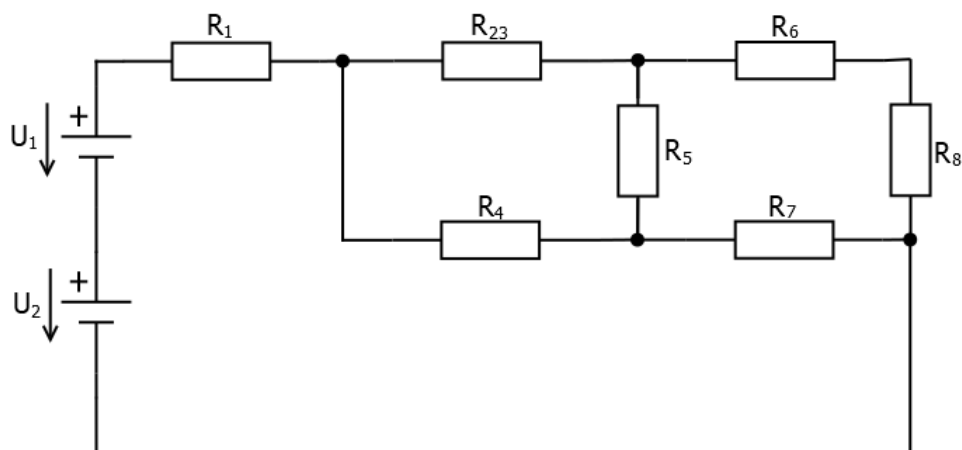 R₁
R₂₃
R₆
+
U₁
R₅
R₈
R₄
R₇
+
U₂